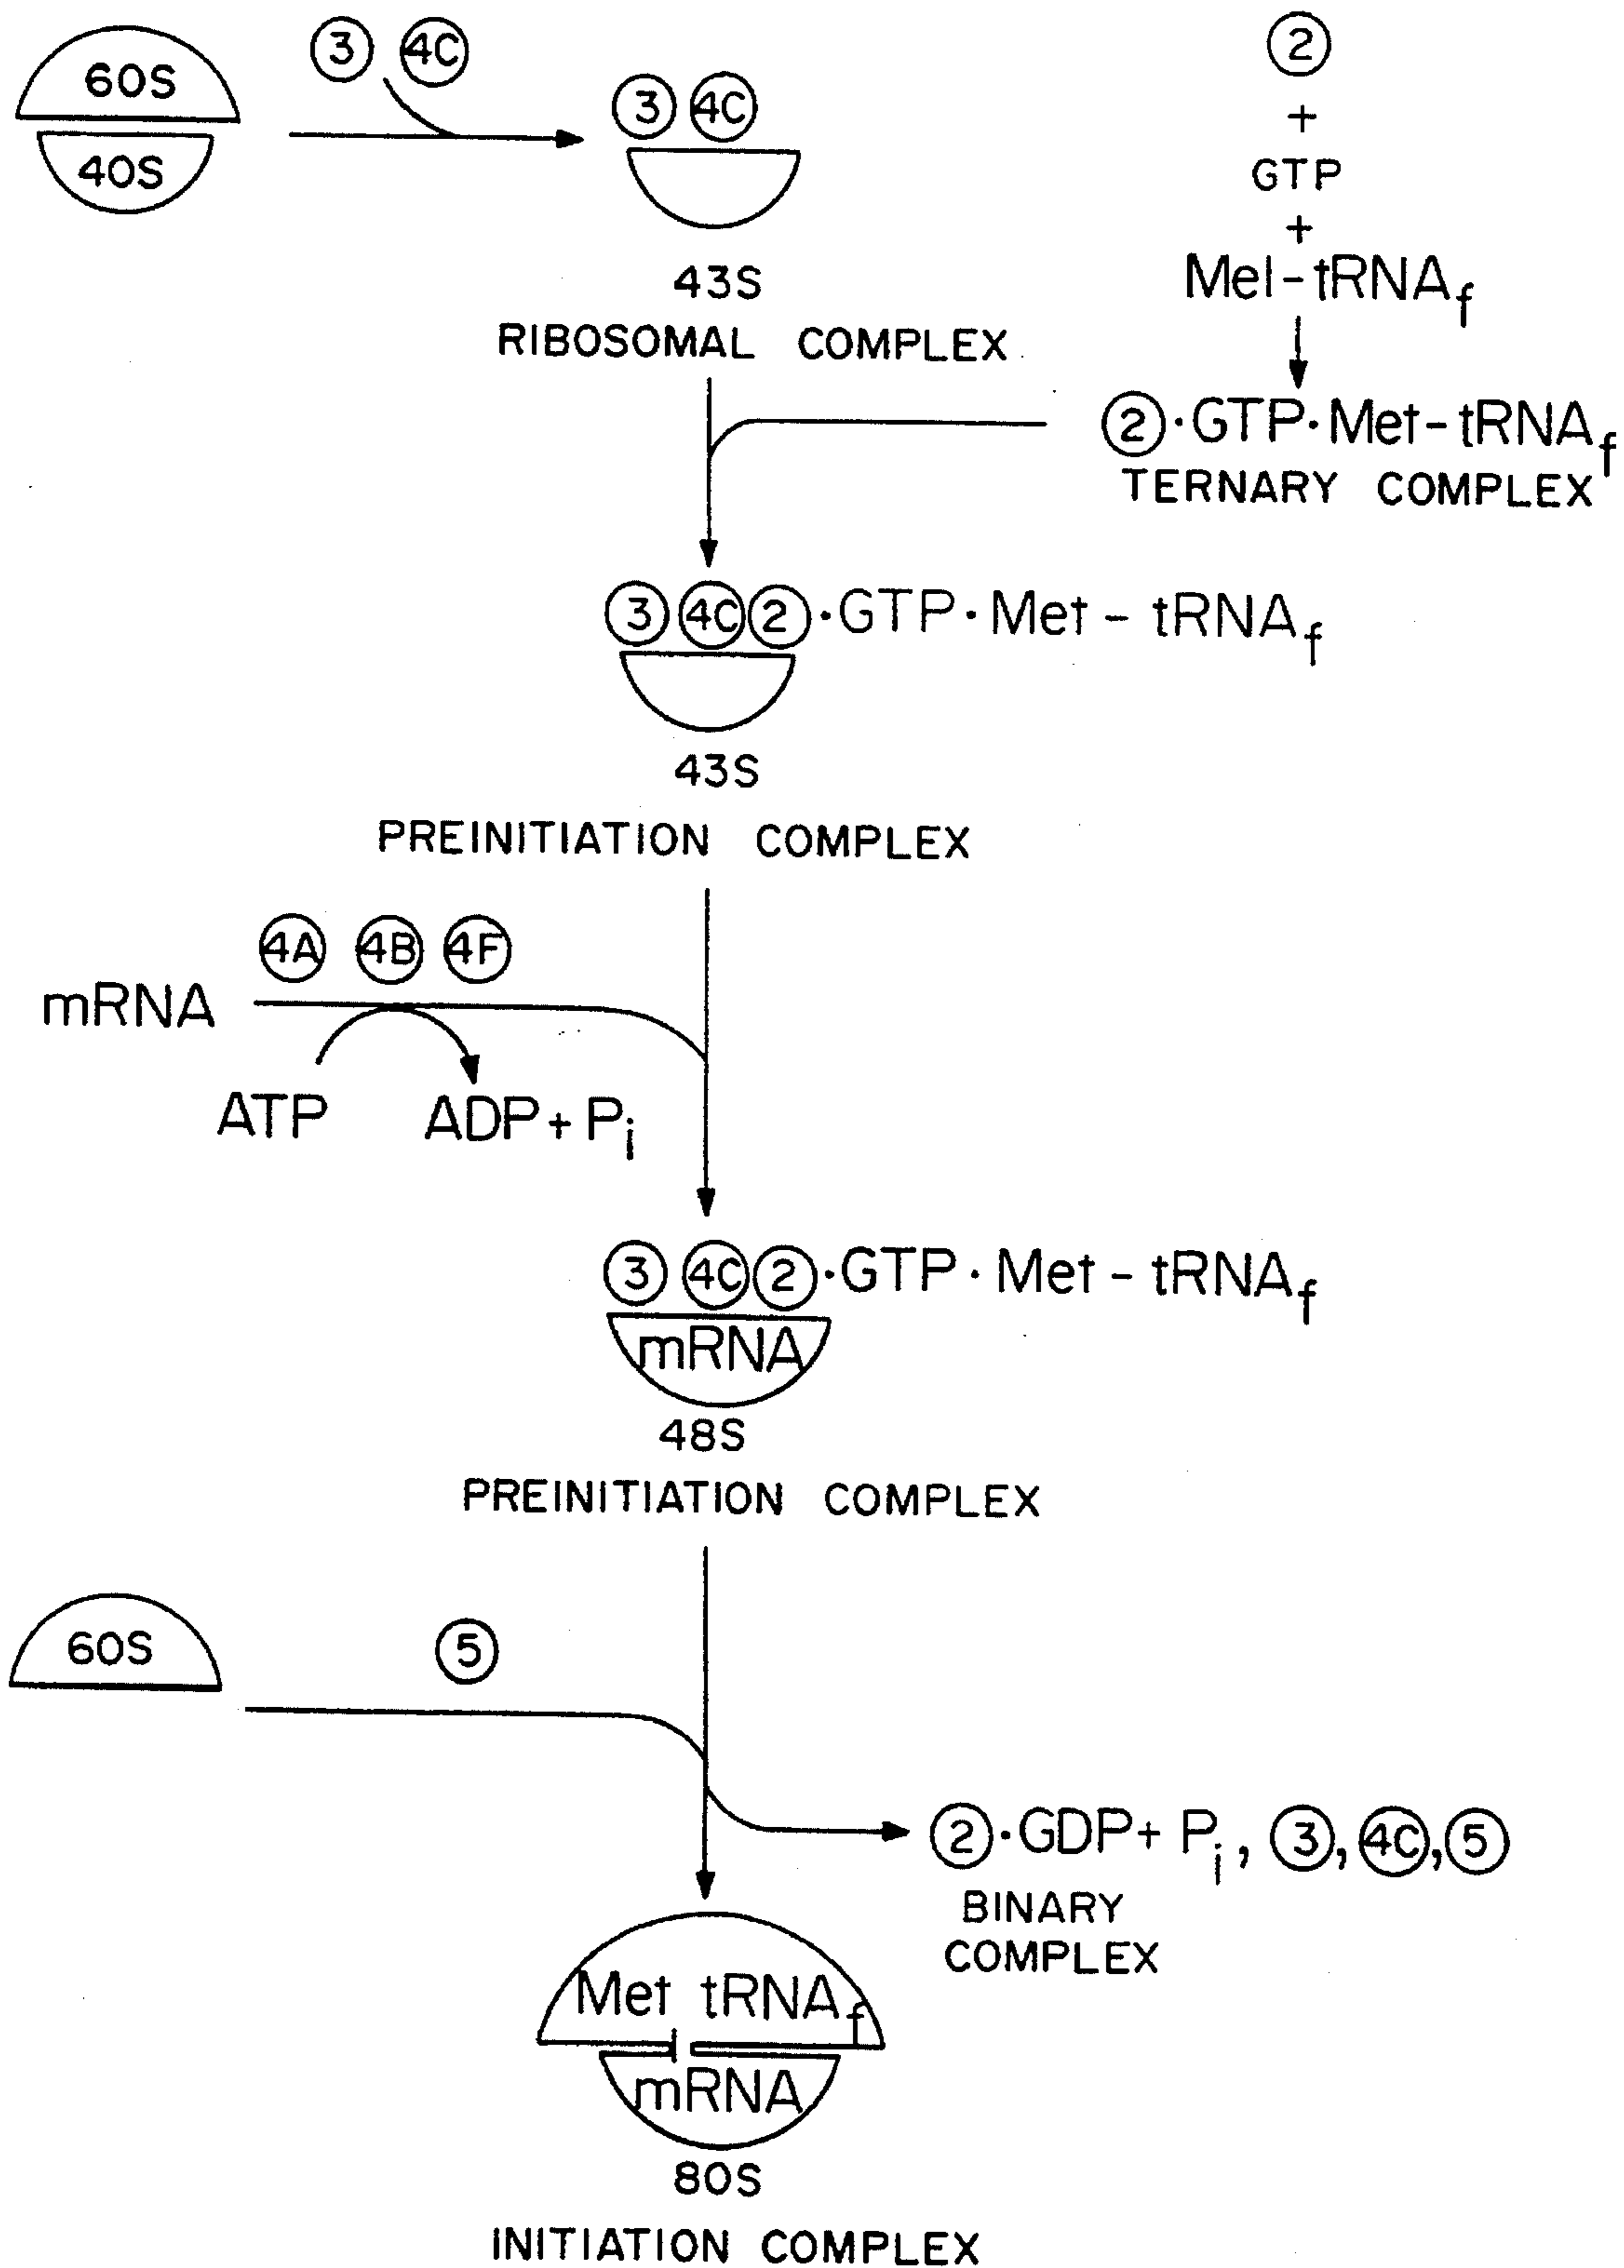 60S
40S
3 4C
3 4C
43S
RIBOSOMAL COMPLEX
2
+
GTP
+
Mel-tRNAf
2·GTP·Met-tRNAf
TERNARY COMPLEX
3 4C 2·GTP·Met-tRNAf
43S
PREINITIATION COMPLEX
4A 4B 4F
mRNA
ATP ADP+Pi
3 4C 2·GTP·Met-tRNAf
mRNA
48S
PREINITIATION COMPLEX
60S
5
2·GDP+ Pi, 3, 4C, 5
BINARY
COMPLEX
Met tRNAf
mRNA
80S
INITIATION COMPLEX